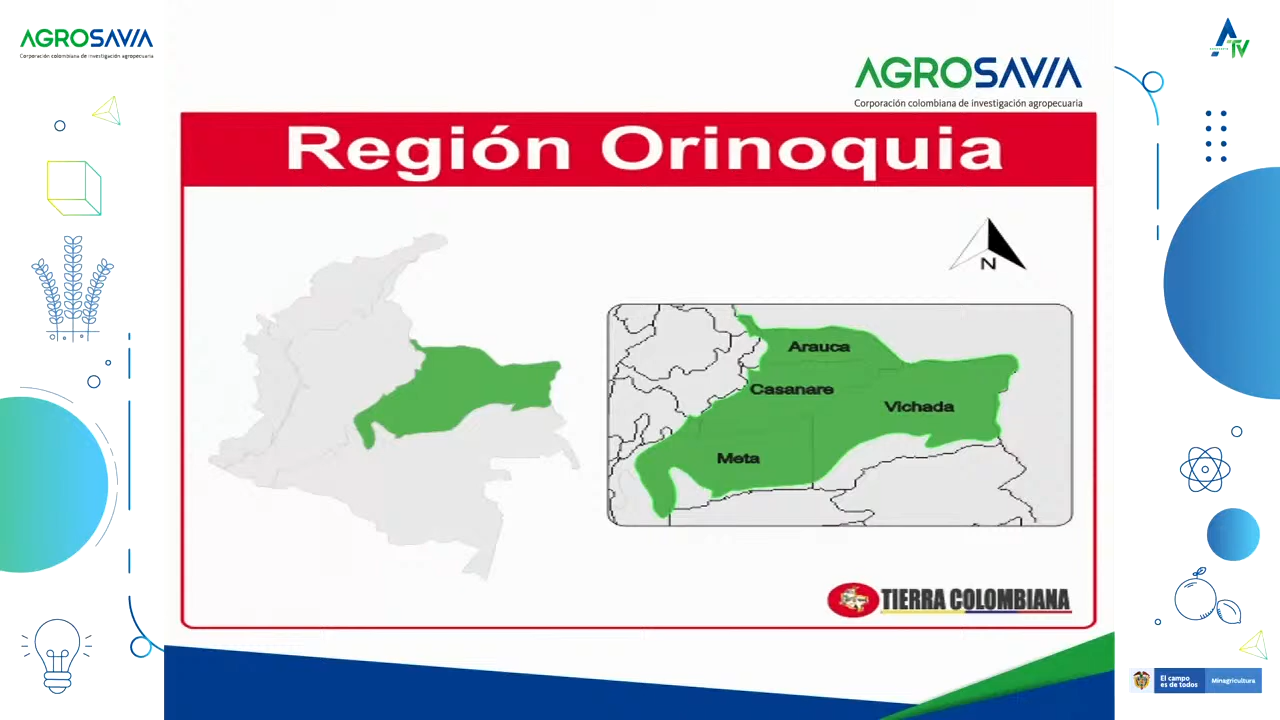 AGROSAVIA
Corporación colombiana de investigación agropecuaria
TV
AGROSAVIA
Corporación colombiana de investigación agropecuaria
Región Orinoquia
N
Arauca
Casanare
Vichada
Meta
TIERRA COLOMBIANA
El campo
es de todos
Minagricultura